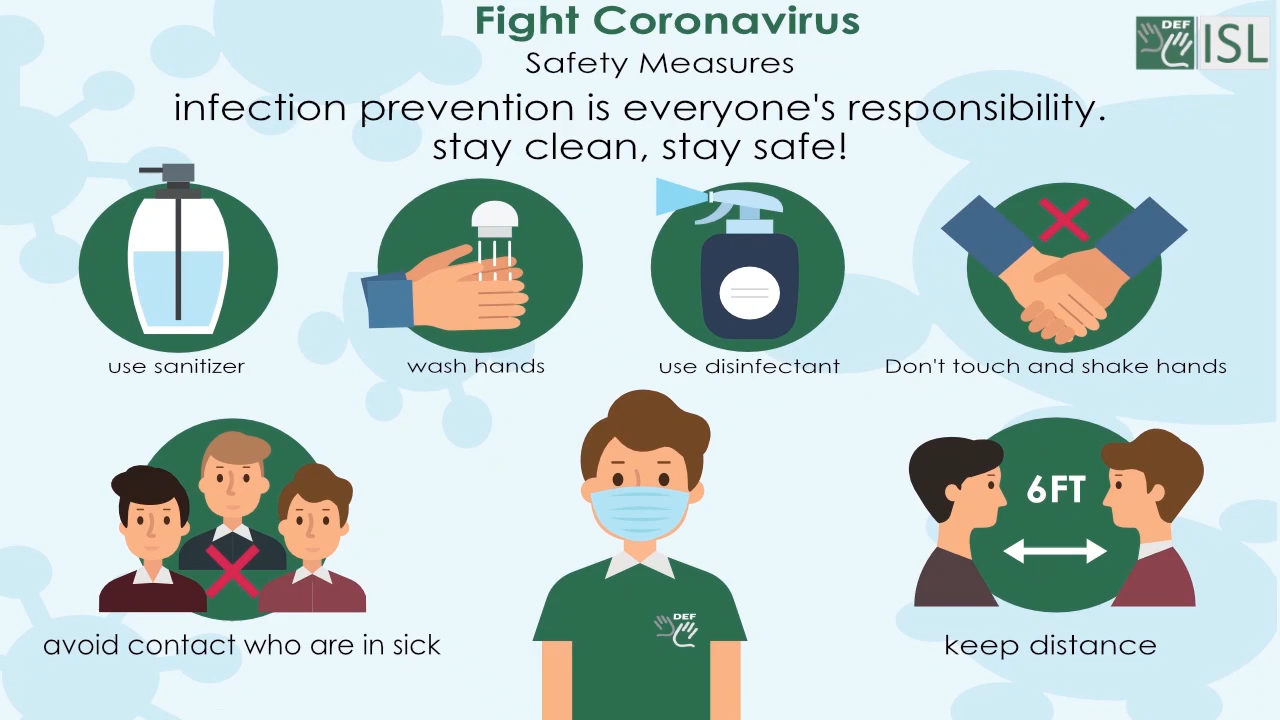 Fight Coronavirus
DEF
ISL
Safety Measures
infection prevention is everyone's responsibility.
stay clean, stay safe!
use sanitizer
wash hands
use disinfectant
Don't touch and shake hands
6FT
DEF
avoid contact who are in sick
keep distance